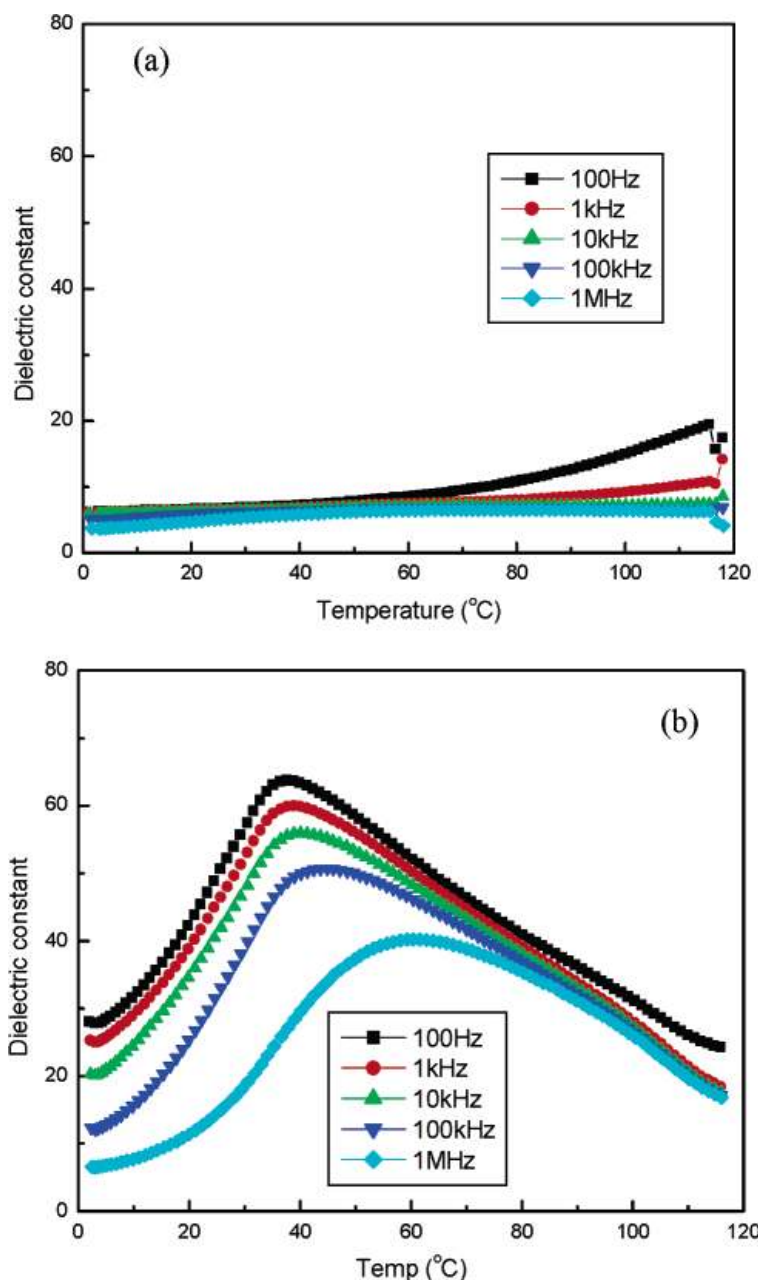 (a)
80
60
40
20
0
Dielectric constant
100Hz
1kHz
10kHz
100kHz
1MHz
0 20 40 60 80 100 120
Temperature (°C)
(b)
80
60
40
20
0
Dielectric constant
100Hz
1kHz
10kHz
100kHz
1MHz
0 20 40 60 80 100 120
Temp (°C)